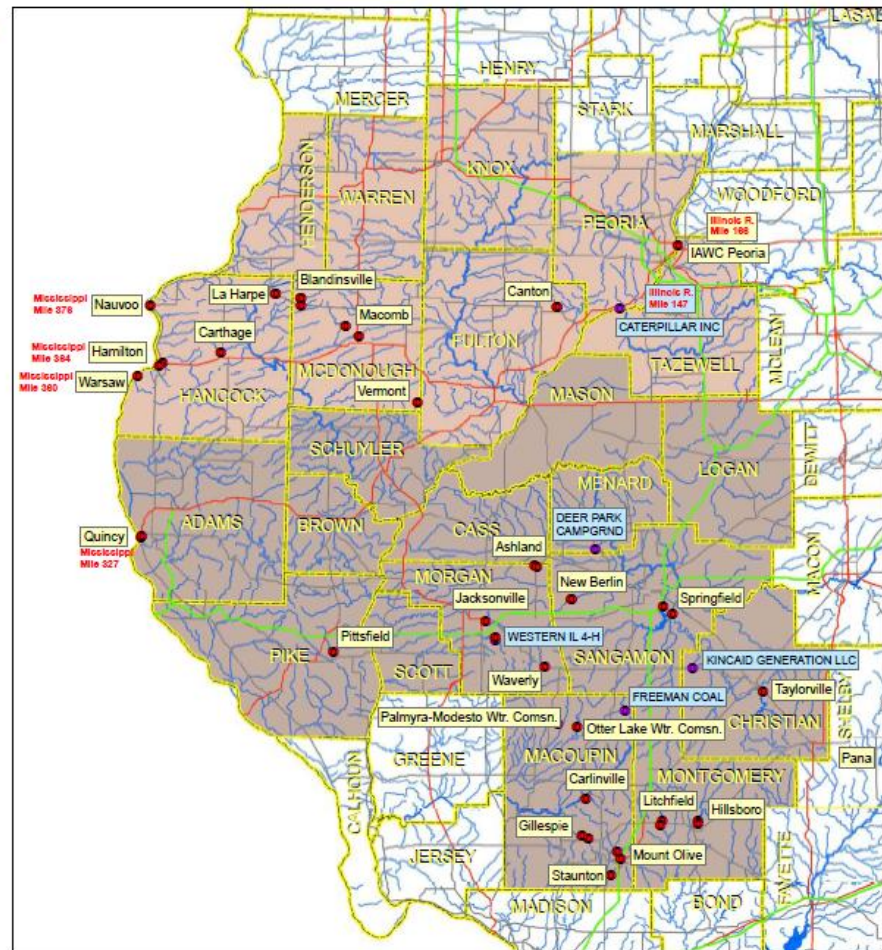 LASAL
HENRY
MERCER
STARK
MARSHALL
KNOX
HENDERSON
WARREN
WOODFORD
PEORIA
Illinois R.
Mile 166
IAWC Peoria
Blandinsville
La Harpe
Mississippi
Mile 376
Nauvoo
Canton
Illinois R.
Mile 147
CATERPILLAR INC
Macomb
Carthage
Mississippi
Mile 364
Hamilton
FULTON
MCLEAN
TAZEWELL
Mississippi
Mile 360
Warsaw
HANCOCK
MCDONOUGH
Vermont
MASON
SCHUYLER
LOGAN
DEWITT
MENARD
ADAMS
BROWN
CASS
DEER PARK
CAMPGRND
Quincy
Mississippi
Mile 327
Ashland
MACON
MORGAN
New Berlin
Jacksonville
Springfield
WESTERN IL 4-H
Pittsfield
PIKE
SCOTT
SANGAMON
KINCAID GENERATION LLC
Waverly
Taylorville
SHELBY
FREEMAN COAL
Palmyra-Modesto Wtr. Comsn.
Otter Lake Wtr. Comsn.
CHRISTIAN
GREENE
MACOUPIN
Pana
CALHOUN
MONTGOMERY
Carlinville
Litchfield
Hillsboro
Gillespie
JERSEY
Mount Olive
Staunton
FAYETTE
MADISON
BOND